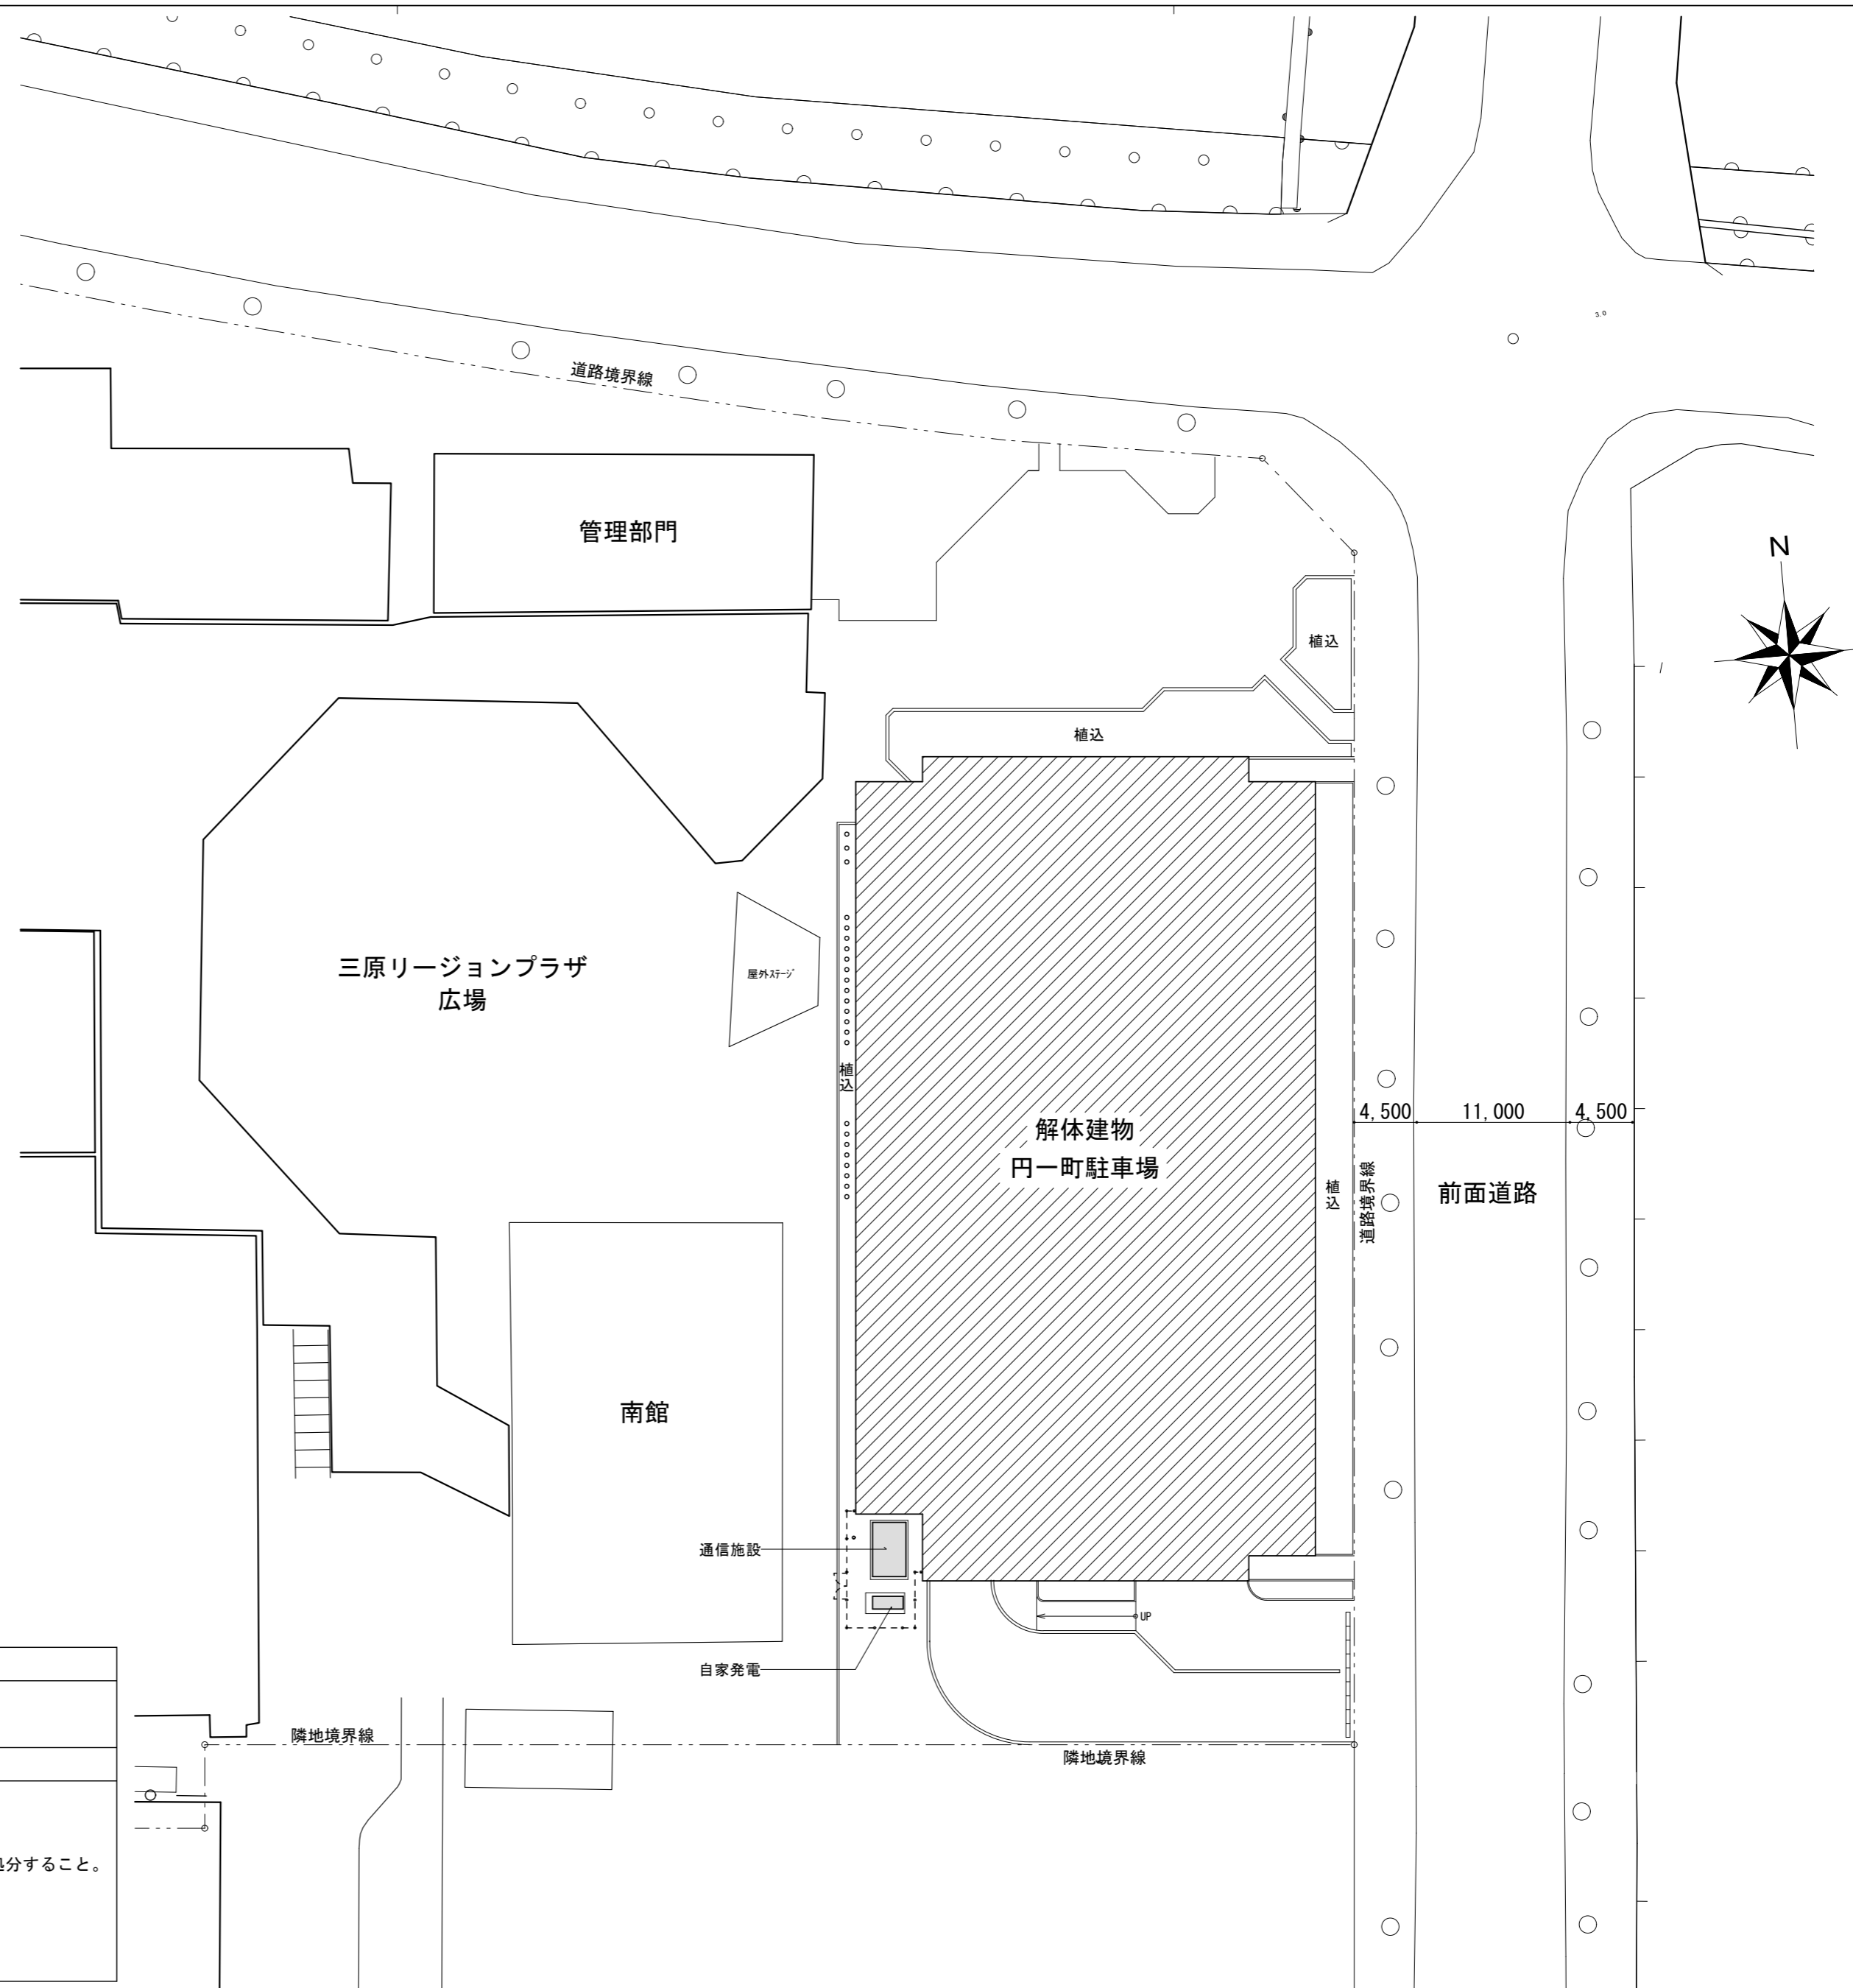 3.0
道路境界線
管理部門
N
植込
植込
三原リージョンプラザ
広場
屋外ｽﾃｰｼﾞ
植込
4,500
11,000
4,500
解体建物
円一町駐車場
植込
道路境界線
前面道路
南館
通信施設
UP
自家発電
隣地境界線
隣地境界線
処分すること。